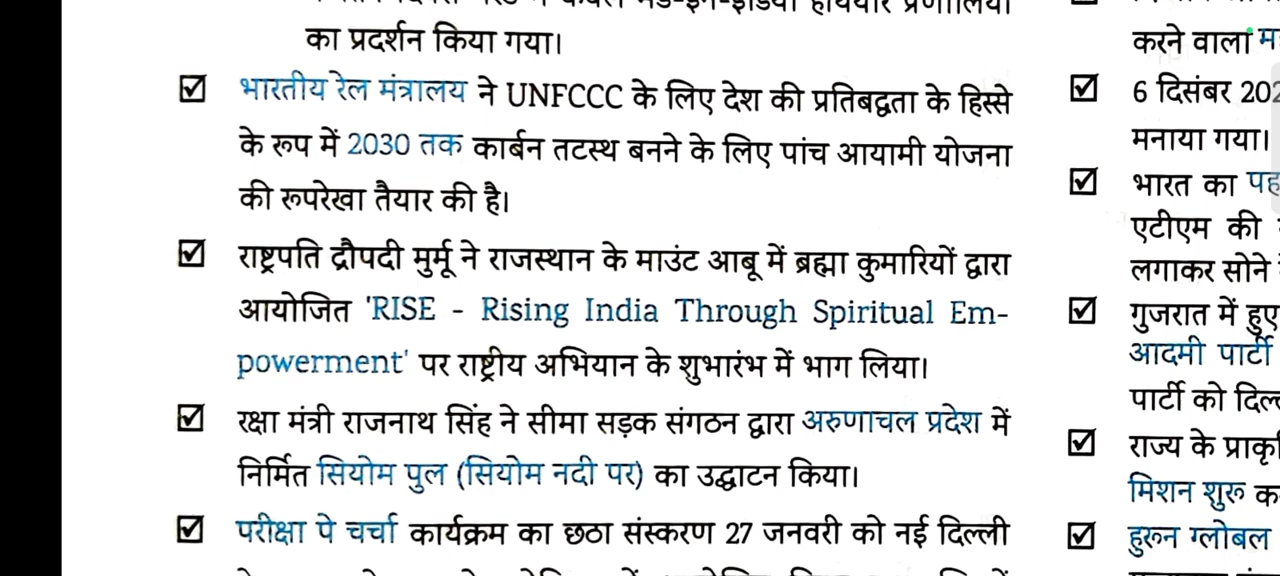 का प्रदर्शन किया गया।
भारतीय रेल मंत्रालय ने UNFCCC के लिए देश की प्रतिबद्धता के हिस्से
के रूप में 2030 तक कार्बन तटस्थ बनने के लिए पांच आयामी योजना
की रूपरेखा तैयार की है।
राष्ट्रपति द्रौपदी मुर्मू ने राजस्थान के माउंट आबू में ब्रह्मा कुमारियों द्वारा
आयोजित 'RISE - Rising India Through Spiritual Em-
powerment' पर राष्ट्रीय अभियान के शुभारंभ में भाग लिया।
रक्षा मंत्री राजनाथ सिंह ने सीमा सड़क संगठन द्वारा अरुणाचल प्रदेश में
निर्मित सियोम पुल (सियोम नदी पर) का उद्घाटन किया।
परीक्षा पे चर्चा कार्यक्रम का छठा संस्करण 27 जनवरी को नई दिल्ली
करने वाला
6 दिसंबर
मनाया गया।
भारत का
एटीएम की
लगाकर सोने
गुजरात में हुए
आदमी पार्टी
पार्टी को
राज्य के
मिशन शुरू
हुरून ग्लोबल